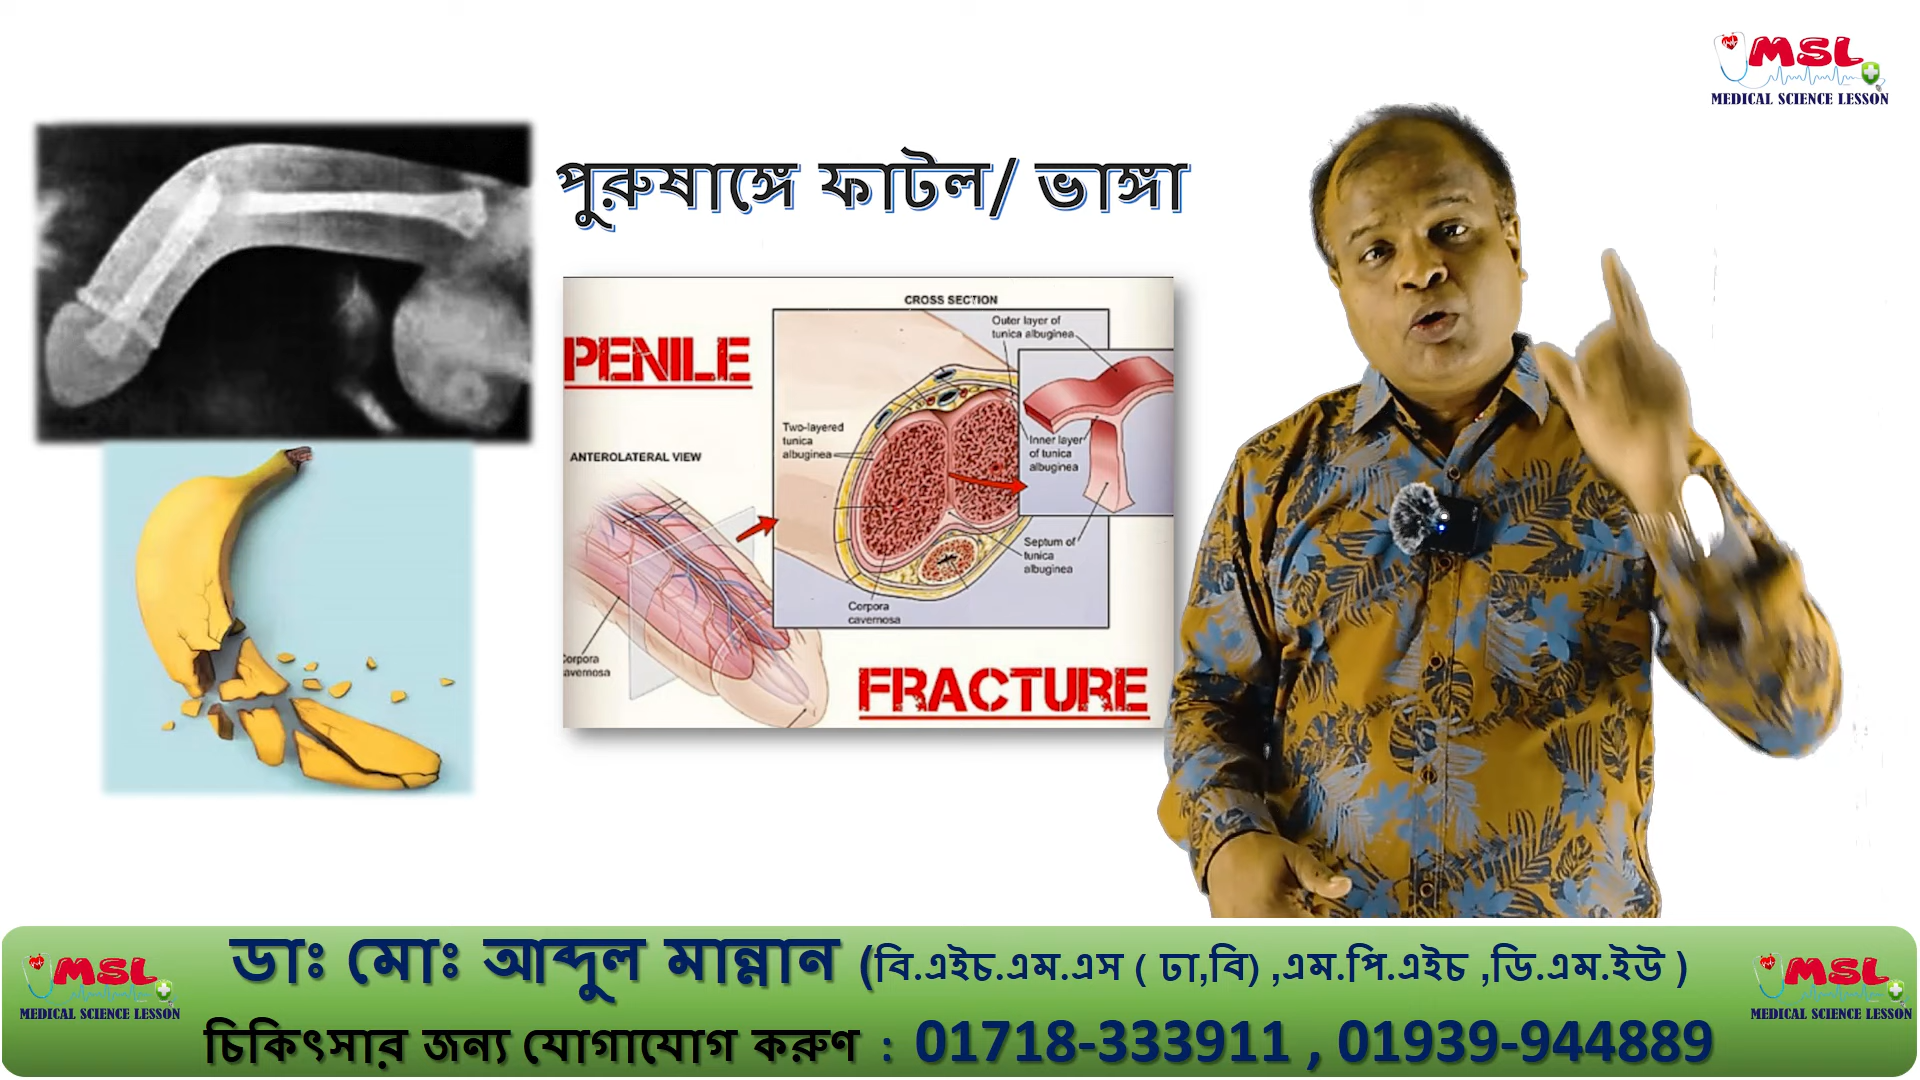 MSL
MEDICAL SCIENCE LESSON
পুরুষাঙ্গে ফাটল/ ভাঙ্গা
CROSS SECTION
Outer layer of
tunica albuginea
PENILE
Two-layered
tunica
albuginea
Inner layer
of tunica
albuginea
ANTEROLATERAL VIEW
Septum of
tunica
albuginea
Corpora
cavernosa
Corpora
cavernosa
FRACTURE
MSL
MEDICAL SCIENCE LESSON
ডাঃ মোঃ আব্দুল মান্নান (বি.এইচ.এম.এস ( ঢা,বি) ,এম.পি.এইচ ,ডি.এম.ইউ )
চিকিৎসার জন্য যোগাযোগ করুণ : 01718-333911 , 01939-944889
MSL
MEDICAL SCIENCE LESSON